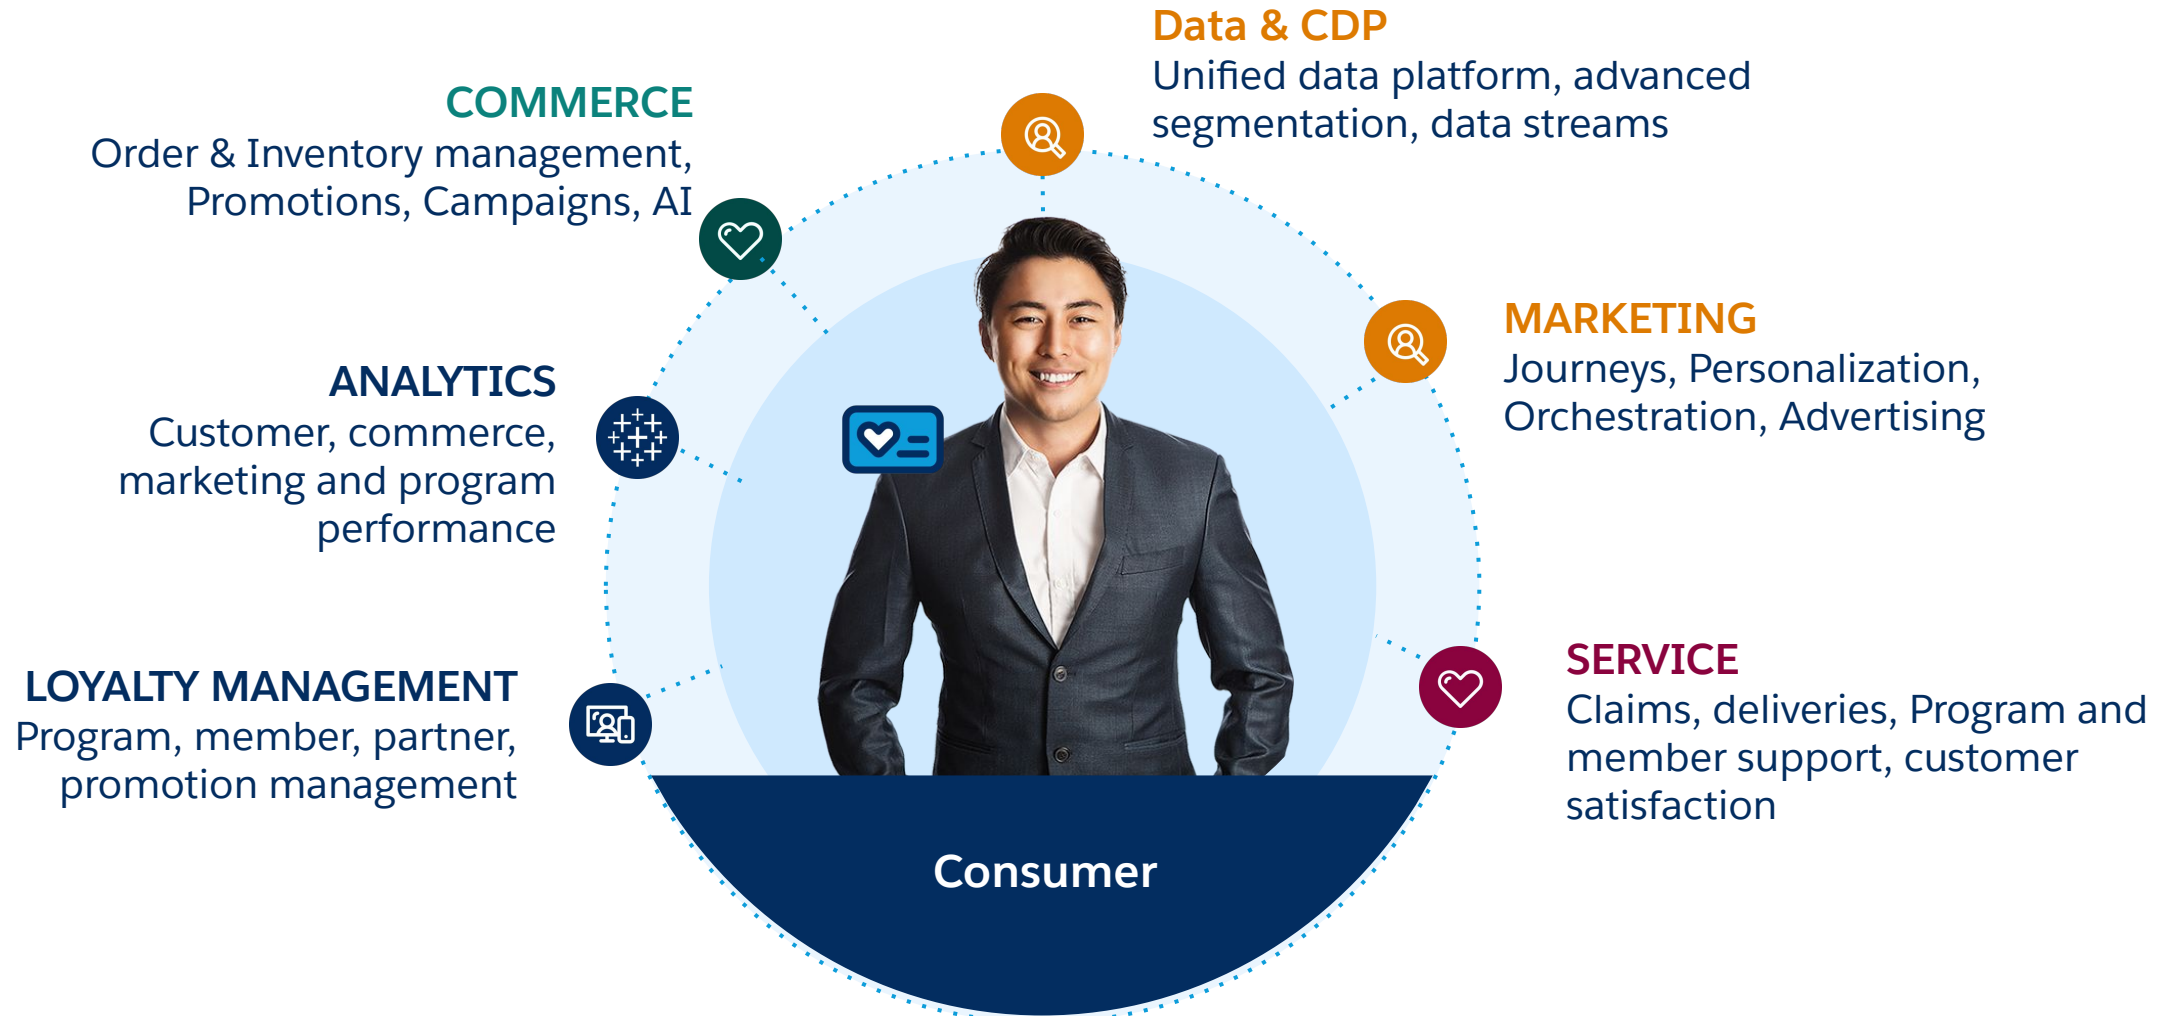 Data & CDP
Unified data platform, advanced
segmentation, data streams
COMMERCE
Order & Inventory management,
Promotions, Campaigns, AI
MARKETING
Journeys, Personalization,
Orchestration, Advertising
ANALYTICS
Customer, commerce,
marketing and program
performance
SERVICE
Claims, deliveries, Program and
member support, customer
satisfaction
LOYALTY MANAGEMENT
Program, member, partner,
promotion management
Consumer